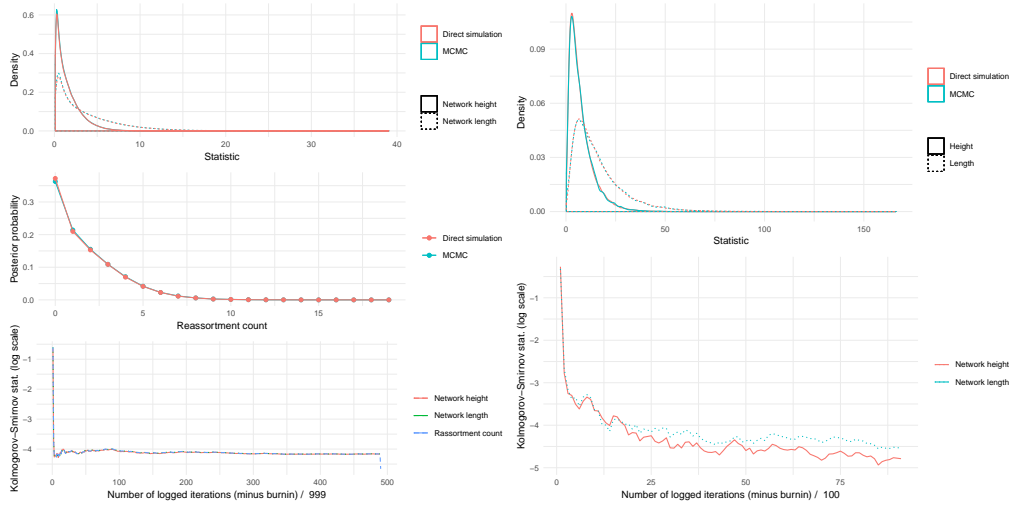 0.6
0.4
0.2
0.0
Density
0
10
20
30
40
Statistic
Direct simulation
MCMC
Network height
Network length
0.3
0.2
0.1
0.0
Posterior probability
0
5
10
15
Reassortment count
Direct simulation
MCMC
−1
−2
−3
−4
Kolmogorov−Smirnov stat. (log scale)
0
100
200
300
400
500
Number of logged iterations (minus burnin) / 999
Network height
Network length
Rassortment count
0.09
0.06
0.03
0.00
Density
0
50
100
150
Statistic
Direct simulation
MCMC
Height
Length
−1
−2
−3
−4
−5
Kolmogorov−Smirnov stat. (log scale)
0
25
50
75
Number of logged iterations (minus burnin) / 100
Network height
Network length